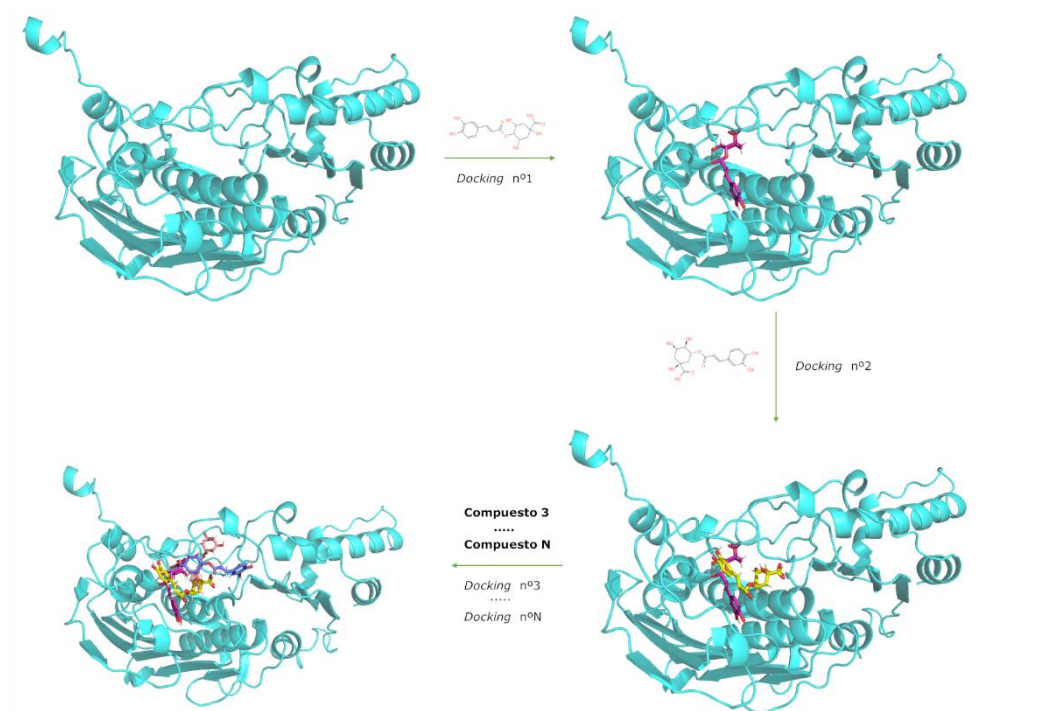 Docking nº1
Docking nº2
Compuesto 3
.....
Compuesto N
Docking nº3
.....
Docking nºN